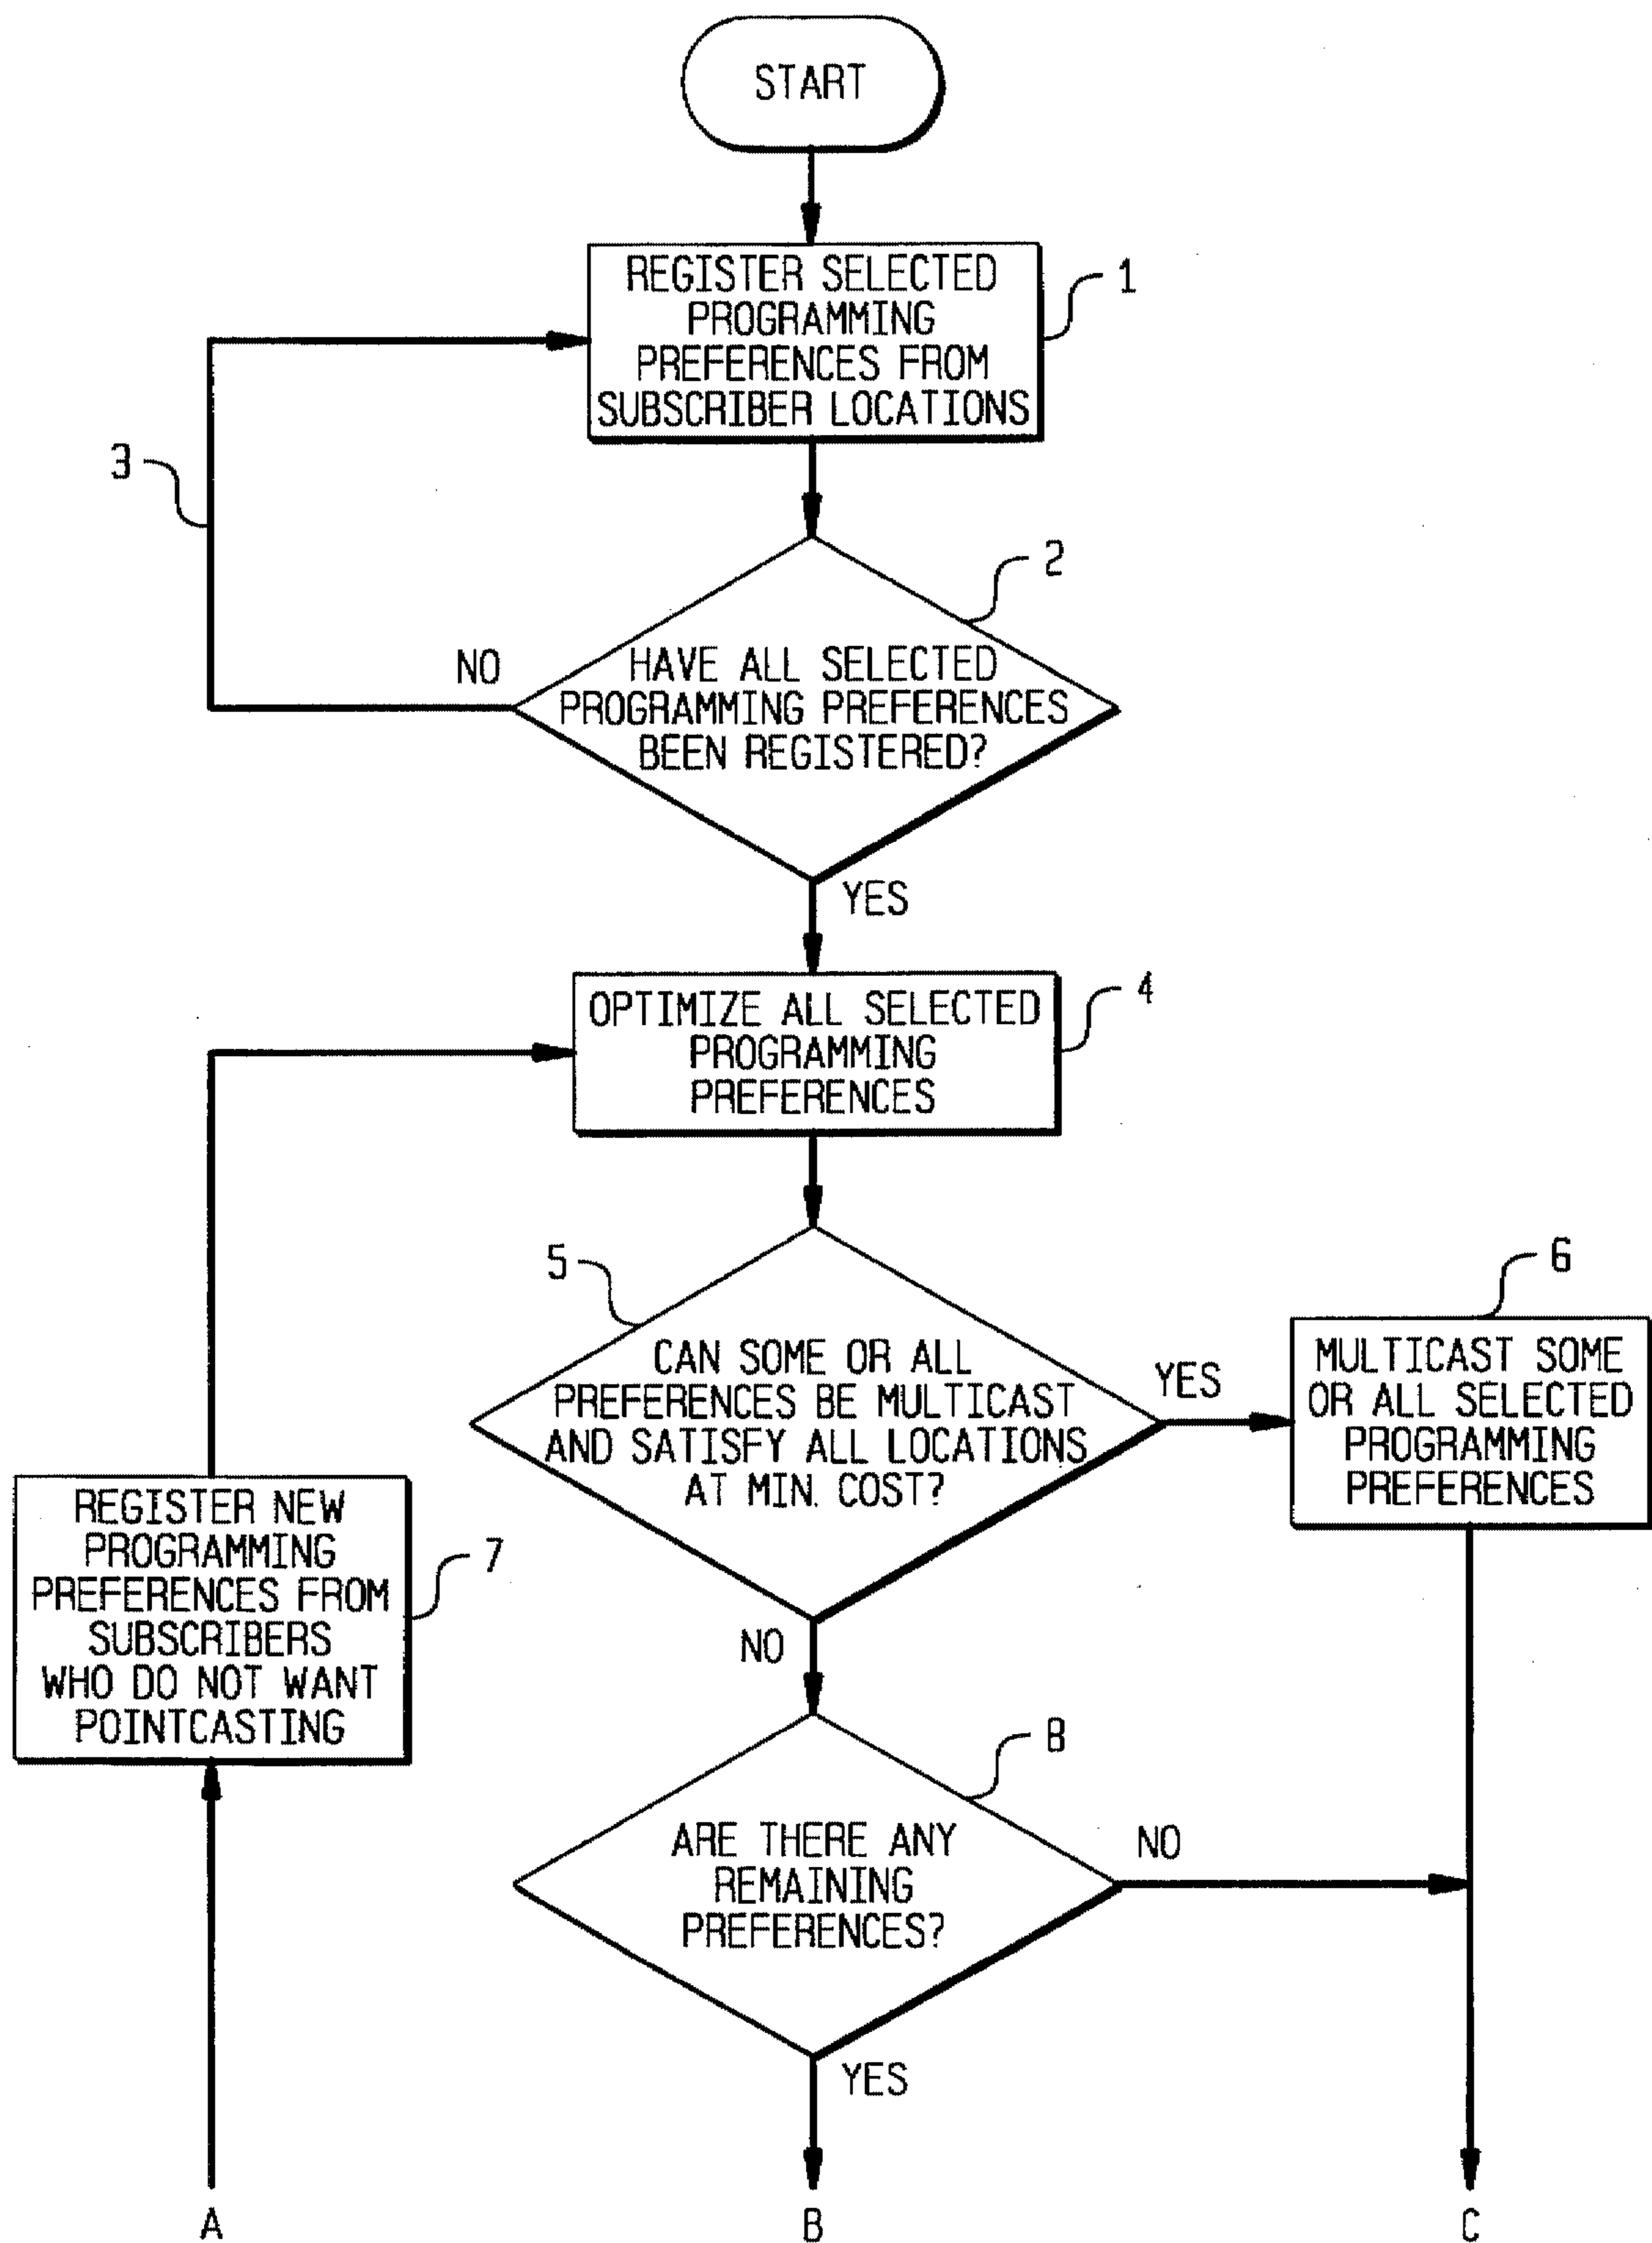 START
REGISTER SELECTED
PROGRAMMING
PREFERENCES FROM
SUBSCRIBER LOCATIONS
1
3
2
NO
HAVE ALL SELECTED
PROGRAMMING PREFERENCES
BEEN REGISTERED?
YES
OPTIMIZE ALL SELECTED
PROGRAMMING
PREFERENCES
4
5
CAN SOME OR ALL
PREFERENCES BE MULTICAST
AND SATISFY ALL LOCATIONS
AT MIN. COST?
YES
6
MULTICAST SOME
OR ALL SELECTED
PROGRAMMING
PREFERENCES
REGISTER NEW
PROGRAMMING
PREFERENCES FROM
SUBSCRIBERS
WHO DO NOT WANT
POINTCASTING
7
NO
8
ARE THERE ANY
REMAINING
PREFERENCES?
NO
YES
A
B
C